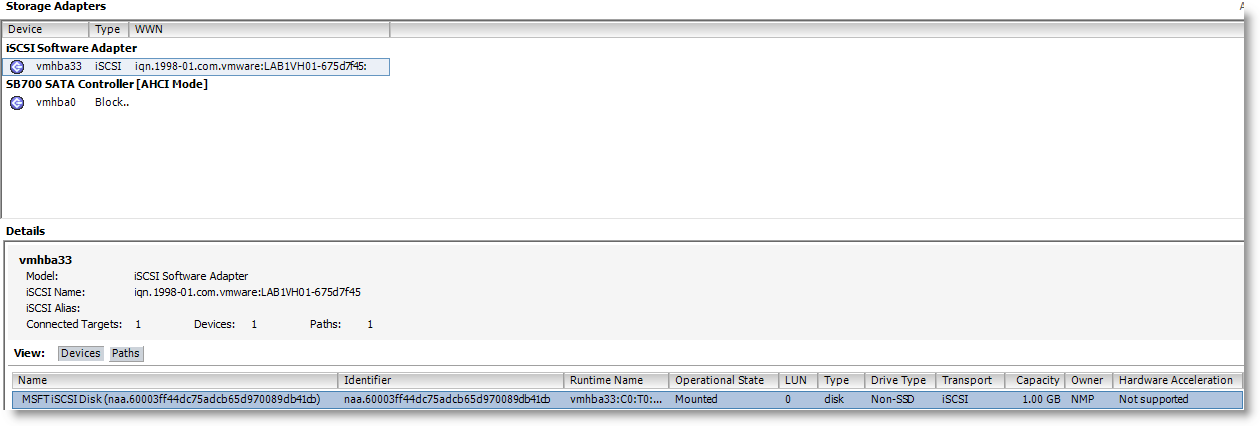 Storage Adapters
Device Type WWN
iSCSI Software Adapter
vmhba33 iSCSI iqn.1998-01.com.vmware:LAB1VH01-675d7f45:
SB700 SATA Controller [AHCI Mode]
vmhba0 Block..
Details
vmhba33
Model: iSCSI Software Adapter
iSCSI Name: iqn.1998-01.com.vmware:LAB1VH01-675d7f45
iSCSI Alias:
Connected Targets: 1 Devices: 1 Paths: 1
View: Devices Paths
Name Identifier Runtime Name Operational State LUN Type Drive Type Transport Capacity Owner Hardware Acceleration
MSFT iSCSI Disk (naa.60003ff44dc75adcb65d970089db41cb) naa.60003ff44dc75adcb65d970089db41cb vmhba33:C0:T0:... Mounted 0 disk Non-SSD iSCSI 1.00 GB NMP Not supported